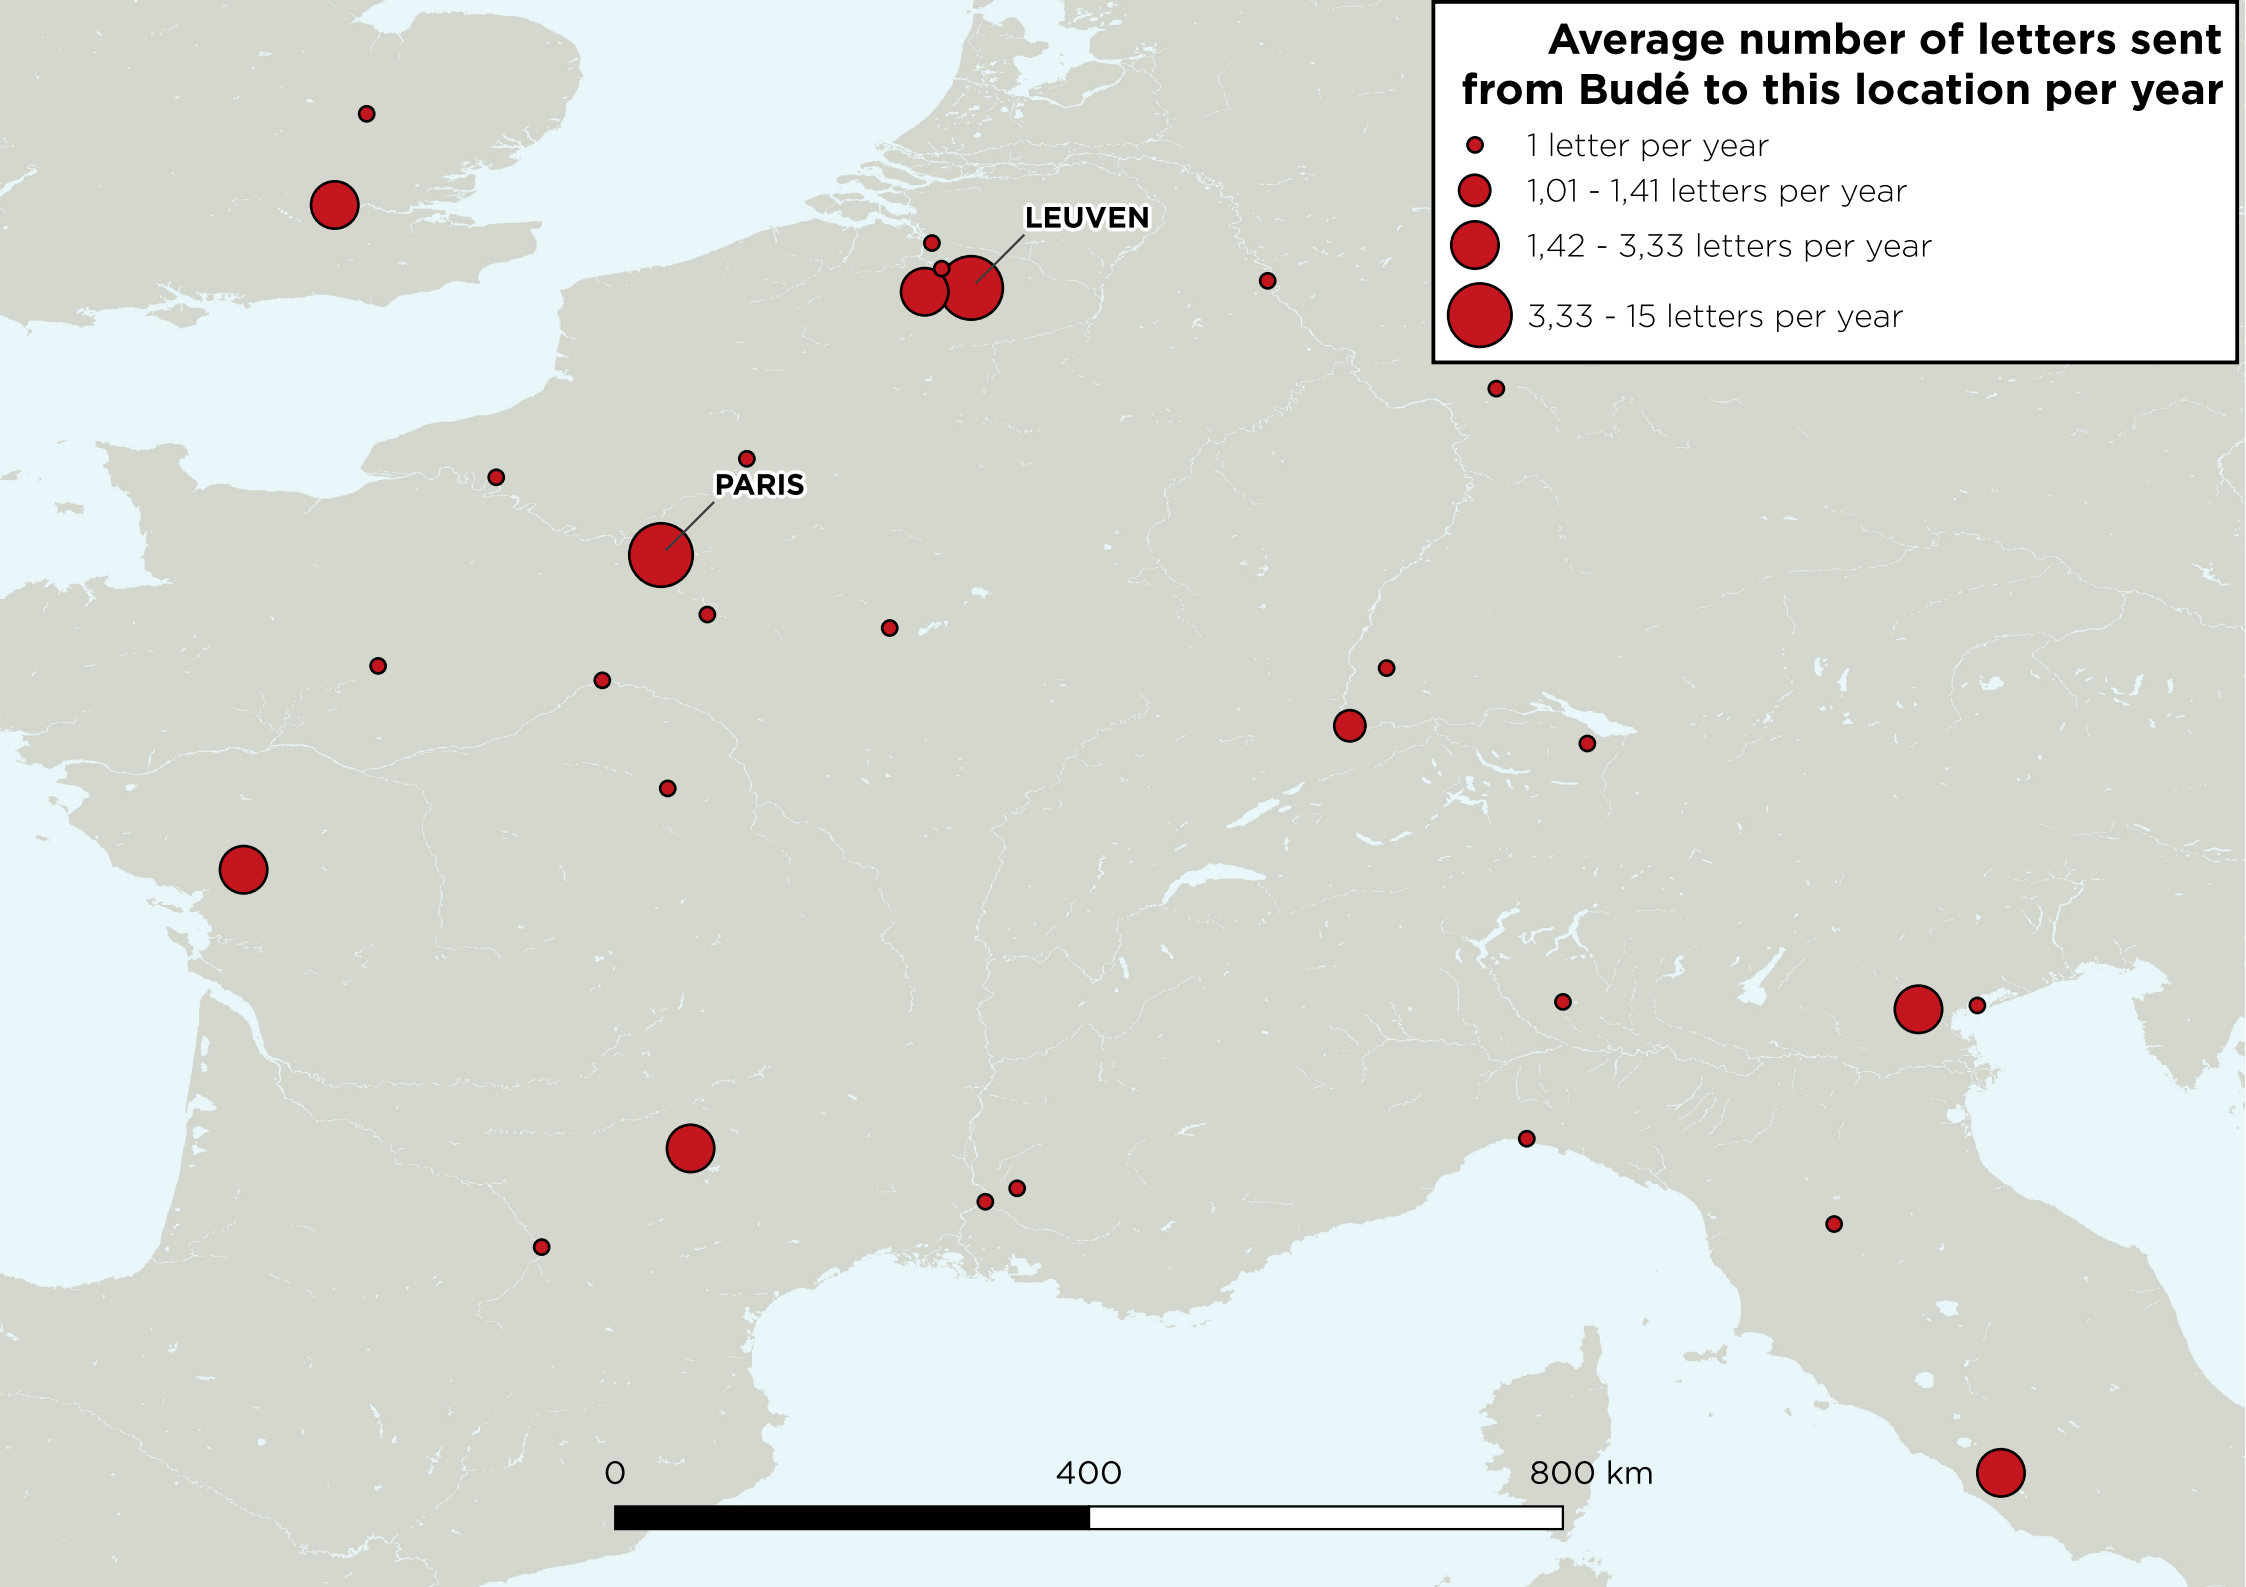 Average number of letters sent
from Budé to this location per year
1 letter per year
1,01 - 1,41 letters per year
1,42 - 3,33 letters per year
3,33 - 15 letters per year
LEUVEN
PARIS
0 400 800 km